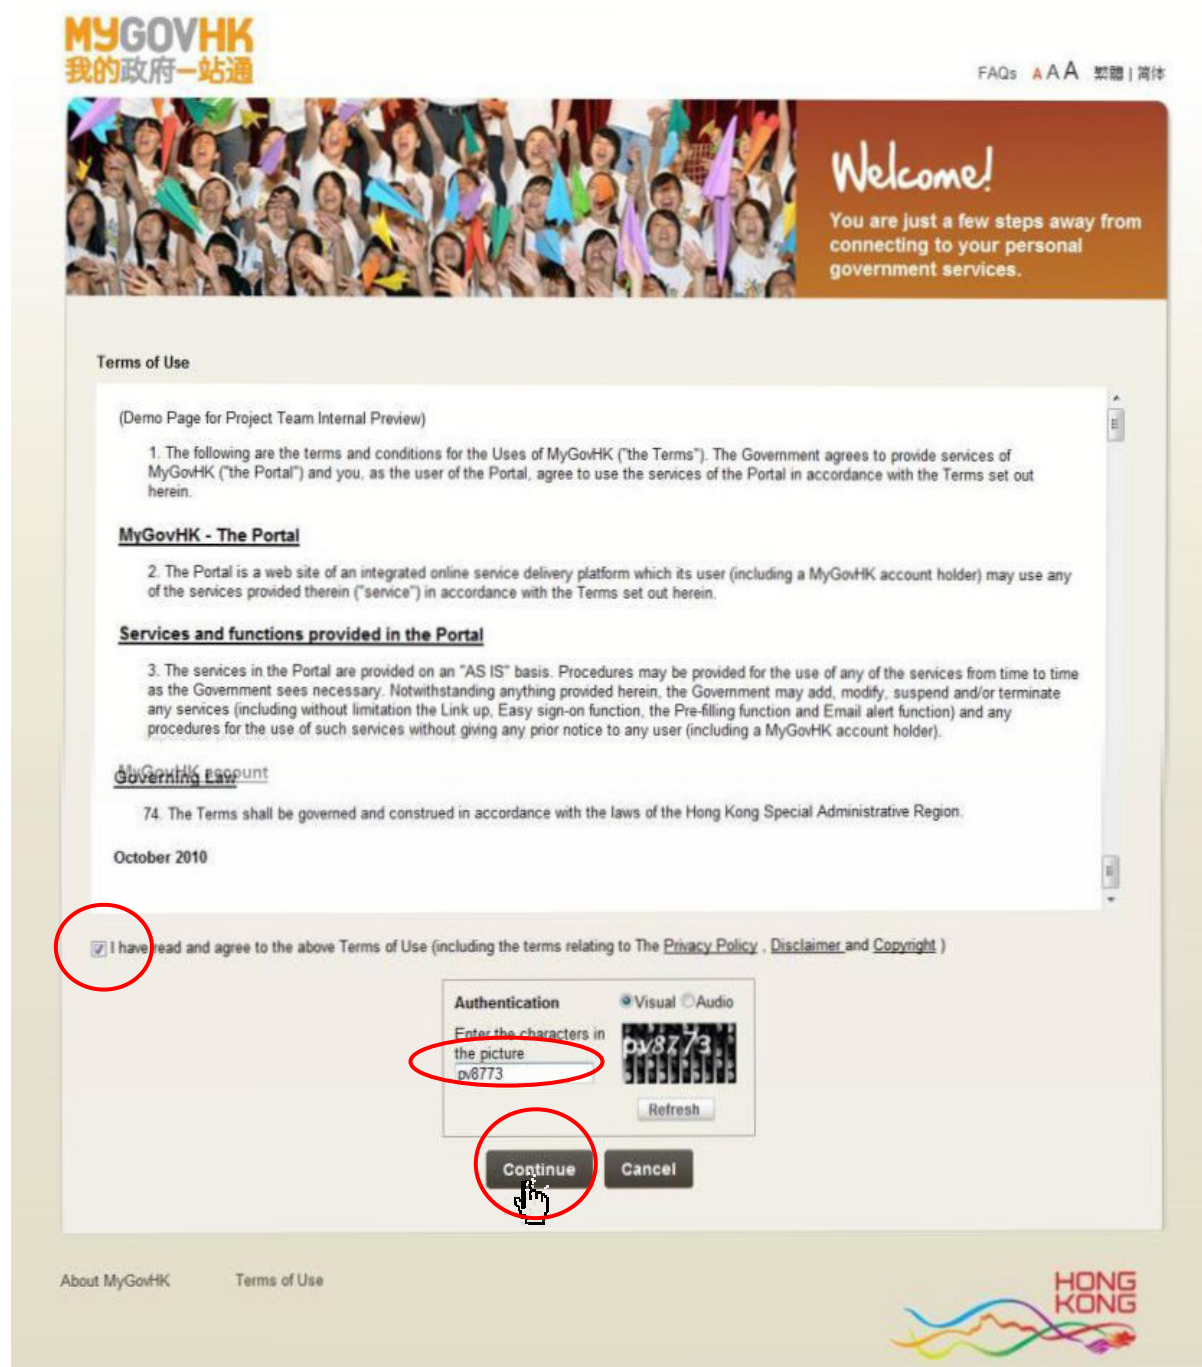 MYGOVHK
我的政府一站通
FAQs A A A 繁體 | 简体
Welcome!
You are just a few steps away from
connecting to your personal
government services.
Terms of Use
(Demo Page for Project Team Internal Preview)
1. The following are the terms and conditions for the Uses of MyGovHK ("the Terms"). The Government agrees to provide services of
MyGovHK ("the Portal") and you, as the user of the Portal, agree to use the services of the Portal in accordance with the Terms set out
herein.
MyGovHK - The Portal
2. The Portal is a web site of an integrated online service delivery platform which its user (including a MyGovHK account holder) may use any
of the services provided therein ("service") in accordance with the Terms set out herein.
Services and functions provided in the Portal
3. The services in the Portal are provided on an "AS IS" basis. Procedures may be provided for the use of any of the services from time to time
as the Government sees necessary. Notwithstanding anything provided herein, the Government may add, modify, suspend and/or terminate
any services (including without limitation the Link up, Easy sign-on function, the Pre-filling function and Email alert function) and any
procedures for the use of such services without giving any prior notice to any user (including a MyGovHK account holder).
MyGovHK account
Governing Law
74. The Terms shall be governed and construed in accordance with the laws of the Hong Kong Special Administrative Region.
October 2010
I have read and agree to the above Terms of Use (including the terms relating to The Privacy Policy , Disclaimer and Copyright )
Authentication Visual Audio
Enter the characters in
the picture
pv8773
pv8773
Refresh
Continue Cancel
About MyGovHK Terms of Use
HONG
KONG